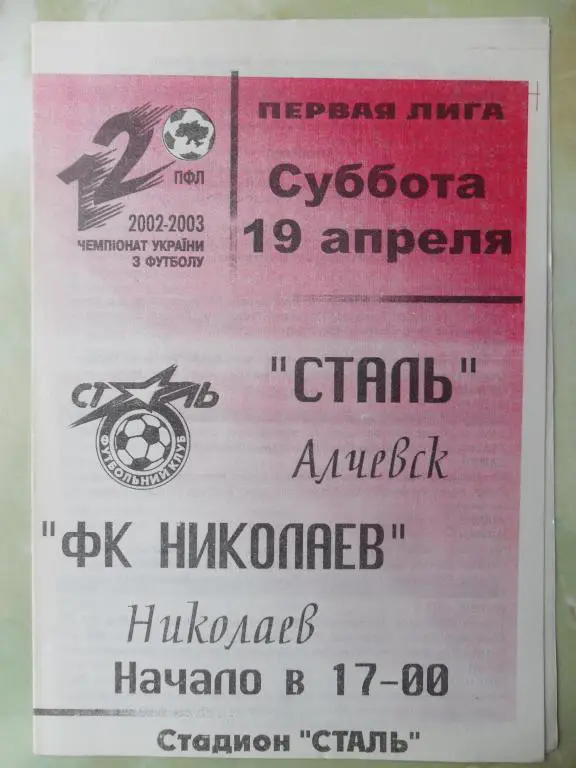 12
ПФЛ
2002-2003
ЧЕМПІОНАТ УКРАЇНИ
З ФУТБОЛУ
ПЕРВАЯ ЛИГА
Суббота
19 апреля
СТАЛЬ
ФУТБОЛЬНИЙ КЛУБ
"СТАЛЬ"
Алчевск
"ФК НИКОЛАЕВ"
Николаев
Начало в 17-00
Стадион "СТАЛЬ"